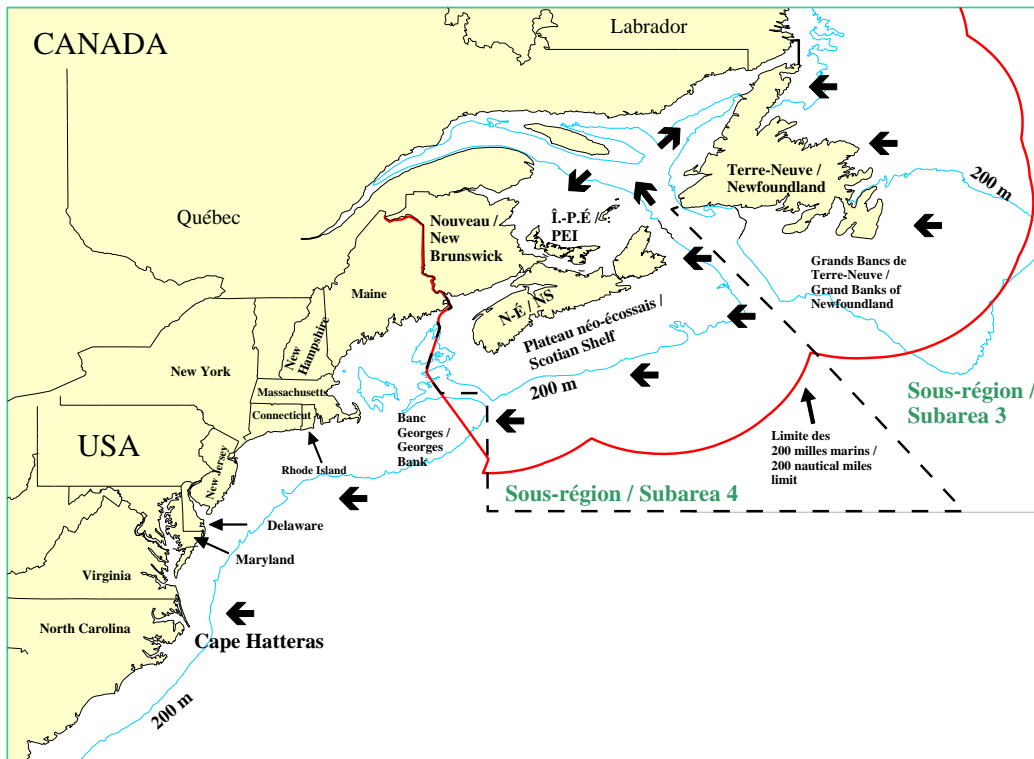 CANADA
Labrador
Terre-Neuve /
Newfoundland
200 m
Québec
Nouveau /
New
Brunswick
Î.-P.É /
PEI
Grands Bancs de
Terre-Neuve /
Grand Banks of
Newfoundland
Maine
N-É / NS
Plateau néo-écossais /
Scotian Shelf
New
Hampshire
New York
Massachusetts
200 m
Sous-région /
Subarea 3
Connecticut
Banc
Georges /
Georges
Bank
Limite des
200 milles marins /
200 nautical miles
limit
USA
Rhode Island
New Jersey
Sous-région / Subarea 4
Delaware
Maryland
Virginia
North Carolina
Cape Hatteras
200 m